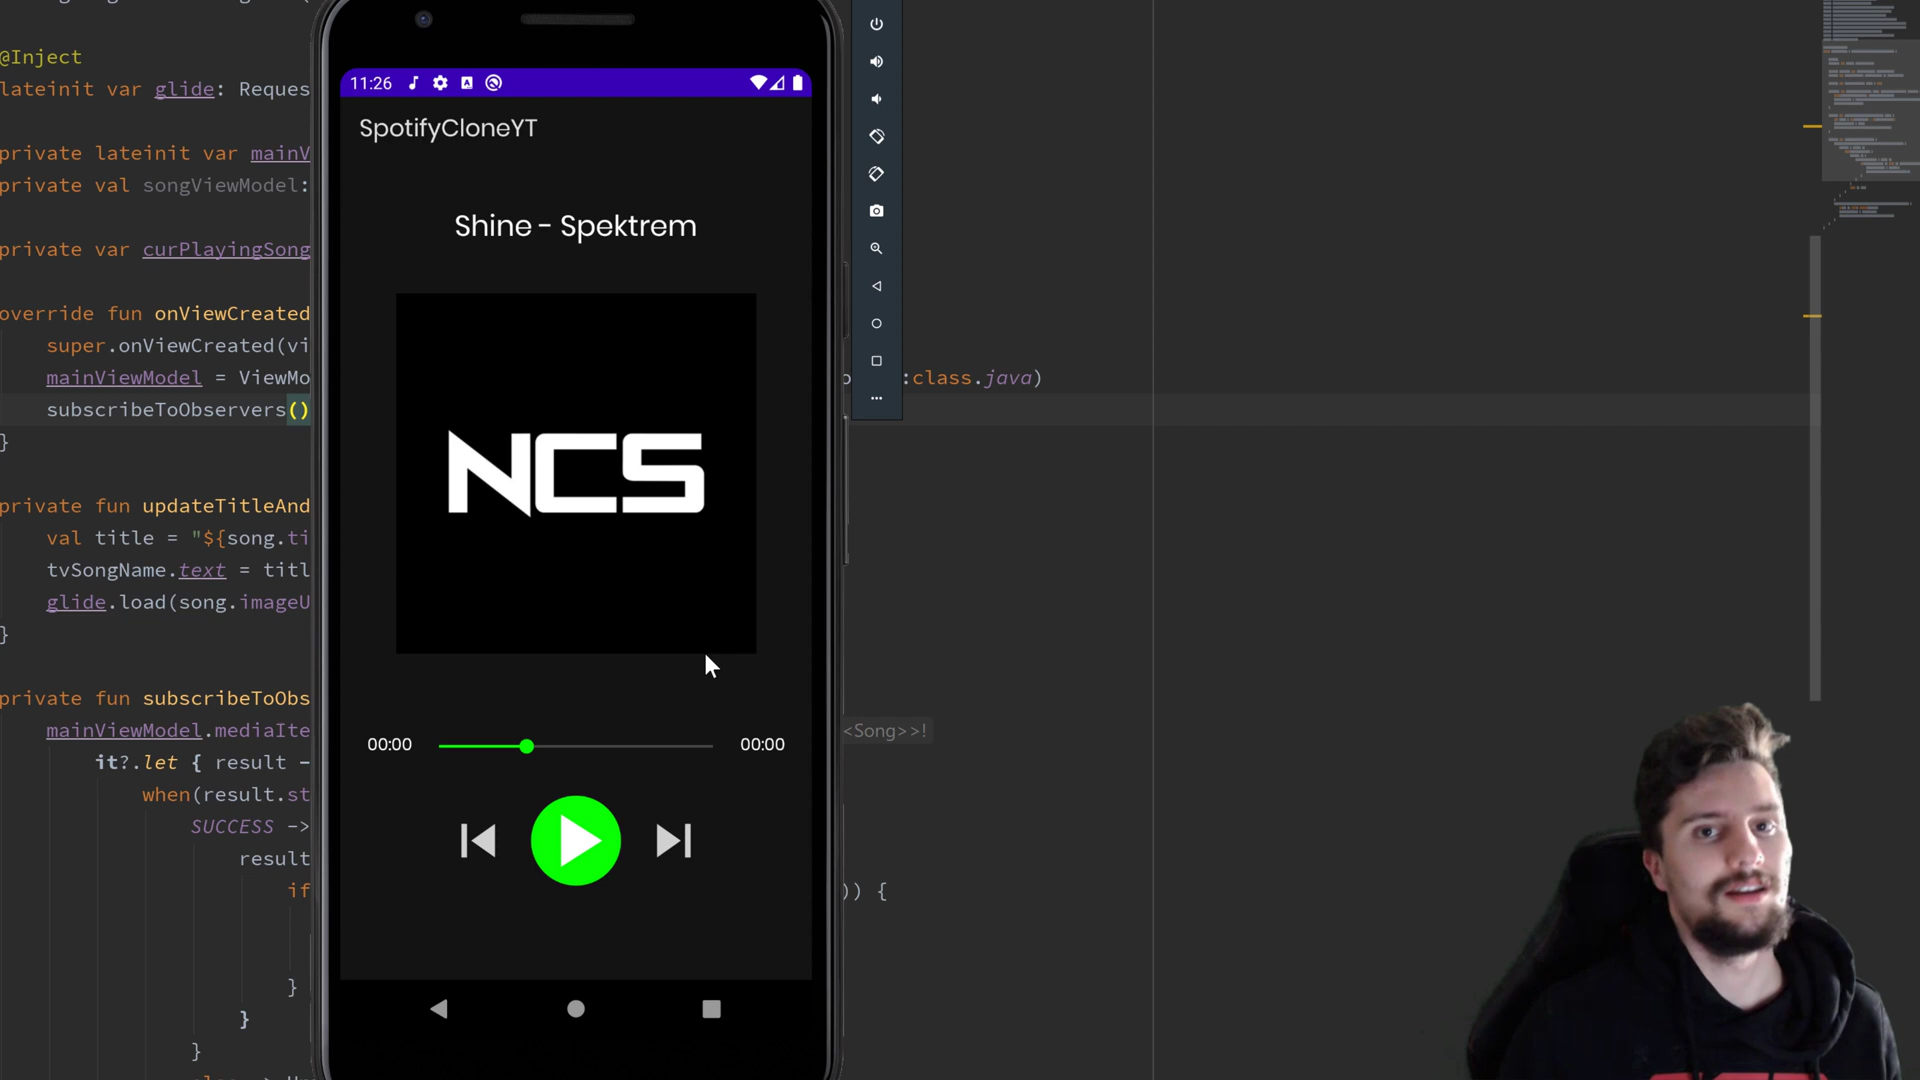 @Inject
lateinit var glide: Reques
private lateinit var mainV
private val songViewModel:
private var curPlayingSong
override fun onViewCreated
super.onViewCreated(vi
mainViewModel = ViewMo
:class.java)
subscribeToObservers()
}
private fun updateTitleAnd
val title = "${song.ti
tvSongName.text = titl
glide.load(song.imageU
}
private fun subscribeToObs
mainViewModel.mediaIte
<Song>>!
it?.let { result -
when(result.st
SUCCESS ->
result
if
)) {
}
}
}
11:26
SpotifyCloneYT
Shine - Spektrem
NCS
00:00
00:00